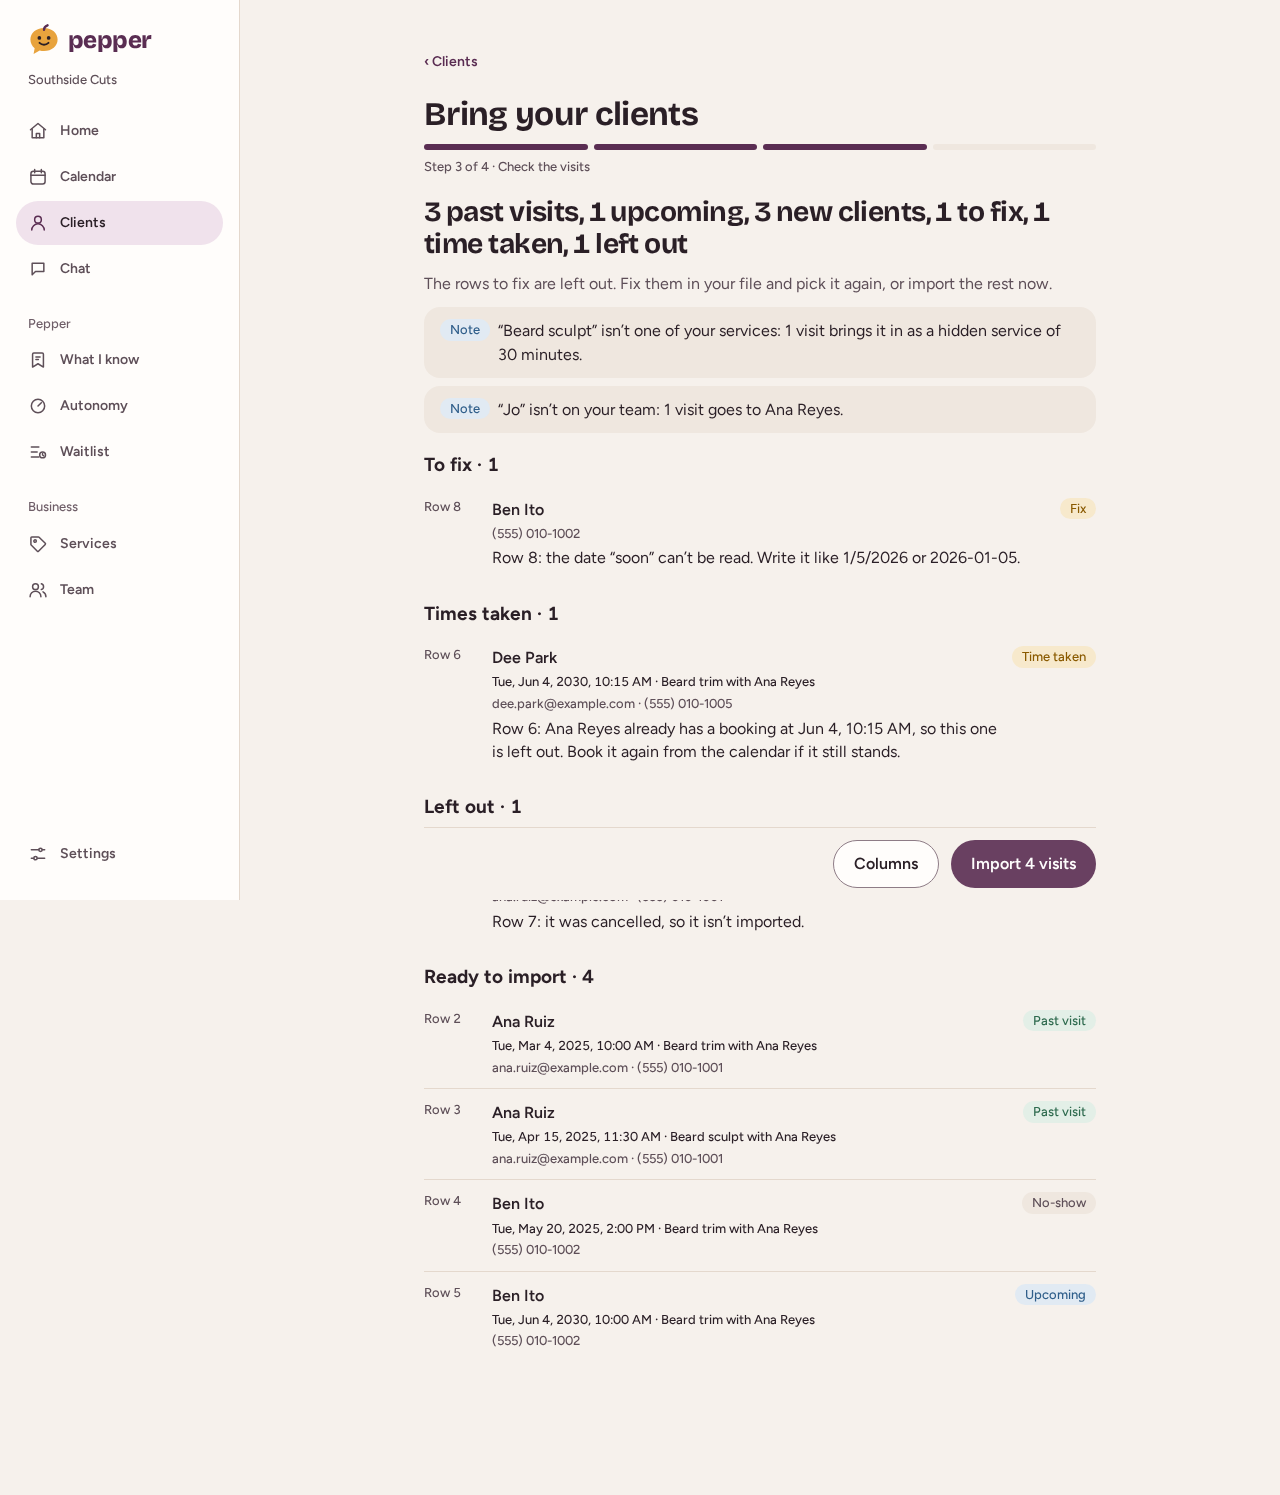 pepper
Southside Cuts
Home
Calendar
Clients
Chat
Pepper
What I know
Autonomy
Waitlist
Business
Services
Team
Settings
‹ Clients
Bring your clients
Step 3 of 4 · Check the visits
3 past visits, 1 upcoming, 3 new clients, 1 to fix, 1
time taken, 1 left out
The rows to fix are left out. Fix them in your file and pick it again, or import the rest now.
Note “Beard sculpt” isn’t one of your services: 1 visit brings it in as a hidden service of
30 minutes.
Note “Jo” isn’t on your team: 1 visit goes to Ana Reyes.
To fix · 1
Row 8 Ben Ito Fix
(555) 010-1002
Row 8: the date “soon” can’t be read. Write it like 1/5/2026 or 2026-01-05.
Times taken · 1
Row 6 Dee Park Time taken
Tue, Jun 4, 2030, 10:15 AM · Beard trim with Ana Reyes
dee.park@example.com · (555) 010-1005
Row 6: Ana Reyes already has a booking at Jun 4, 10:15 AM, so this one
is left out. Book it again from the calendar if it still stands.
Left out · 1
Columns Import 4 visits
Row 7: it was cancelled, so it isn’t imported.
Ready to import · 4
Row 2 Ana Ruiz Past visit
Tue, Mar 4, 2025, 10:00 AM · Beard trim with Ana Reyes
ana.ruiz@example.com · (555) 010-1001
Row 3 Ana Ruiz Past visit
Tue, Apr 15, 2025, 11:30 AM · Beard sculpt with Ana Reyes
ana.ruiz@example.com · (555) 010-1001
Row 4 Ben Ito No-show
Tue, May 20, 2025, 2:00 PM · Beard trim with Ana Reyes
(555) 010-1002
Row 5 Ben Ito Upcoming
Tue, Jun 4, 2030, 10:00 AM · Beard trim with Ana Reyes
(555) 010-1002